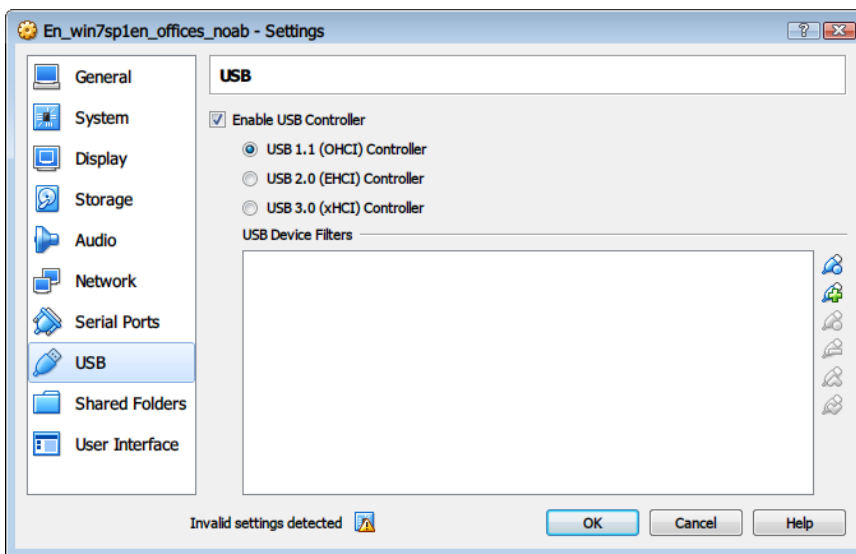 En_win7sp1en_offices_noab - Settings
?
General
System
Display
Storage
Audio
Network
Serial Ports
USB
Shared Folders
User Interface
USB
Enable USB Controller
USB 1.1 (OHCI) Controller
USB 2.0 (EHCI) Controller
USB 3.0 (xHCI) Controller
USB Device Filters
Invalid settings detected
OK
Cancel
Help